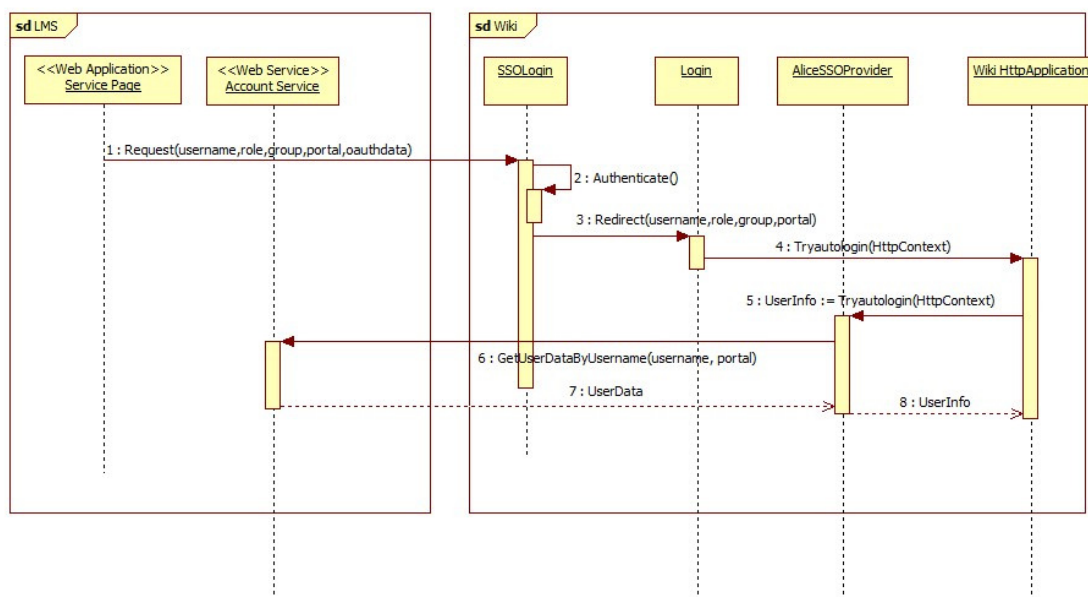 sd LMS
sd Wiki
<<Web Application>>
Service Page
<<Web Service>>
Account Service
SSOLogin
Login
AliceSSOProvider
Wiki HttpApplication
1 : Request(username,role,group,portal,oauthdata)
2 : Authenticate()
3 : Redirect(username,role,group,portal)
4 : Tryautologin(HttpContext)
5 : UserInfo := Tryautologin(HttpContext)
6 : GetUserDataByUsername(username, portal)
7 : UserData
8 : UserInfo